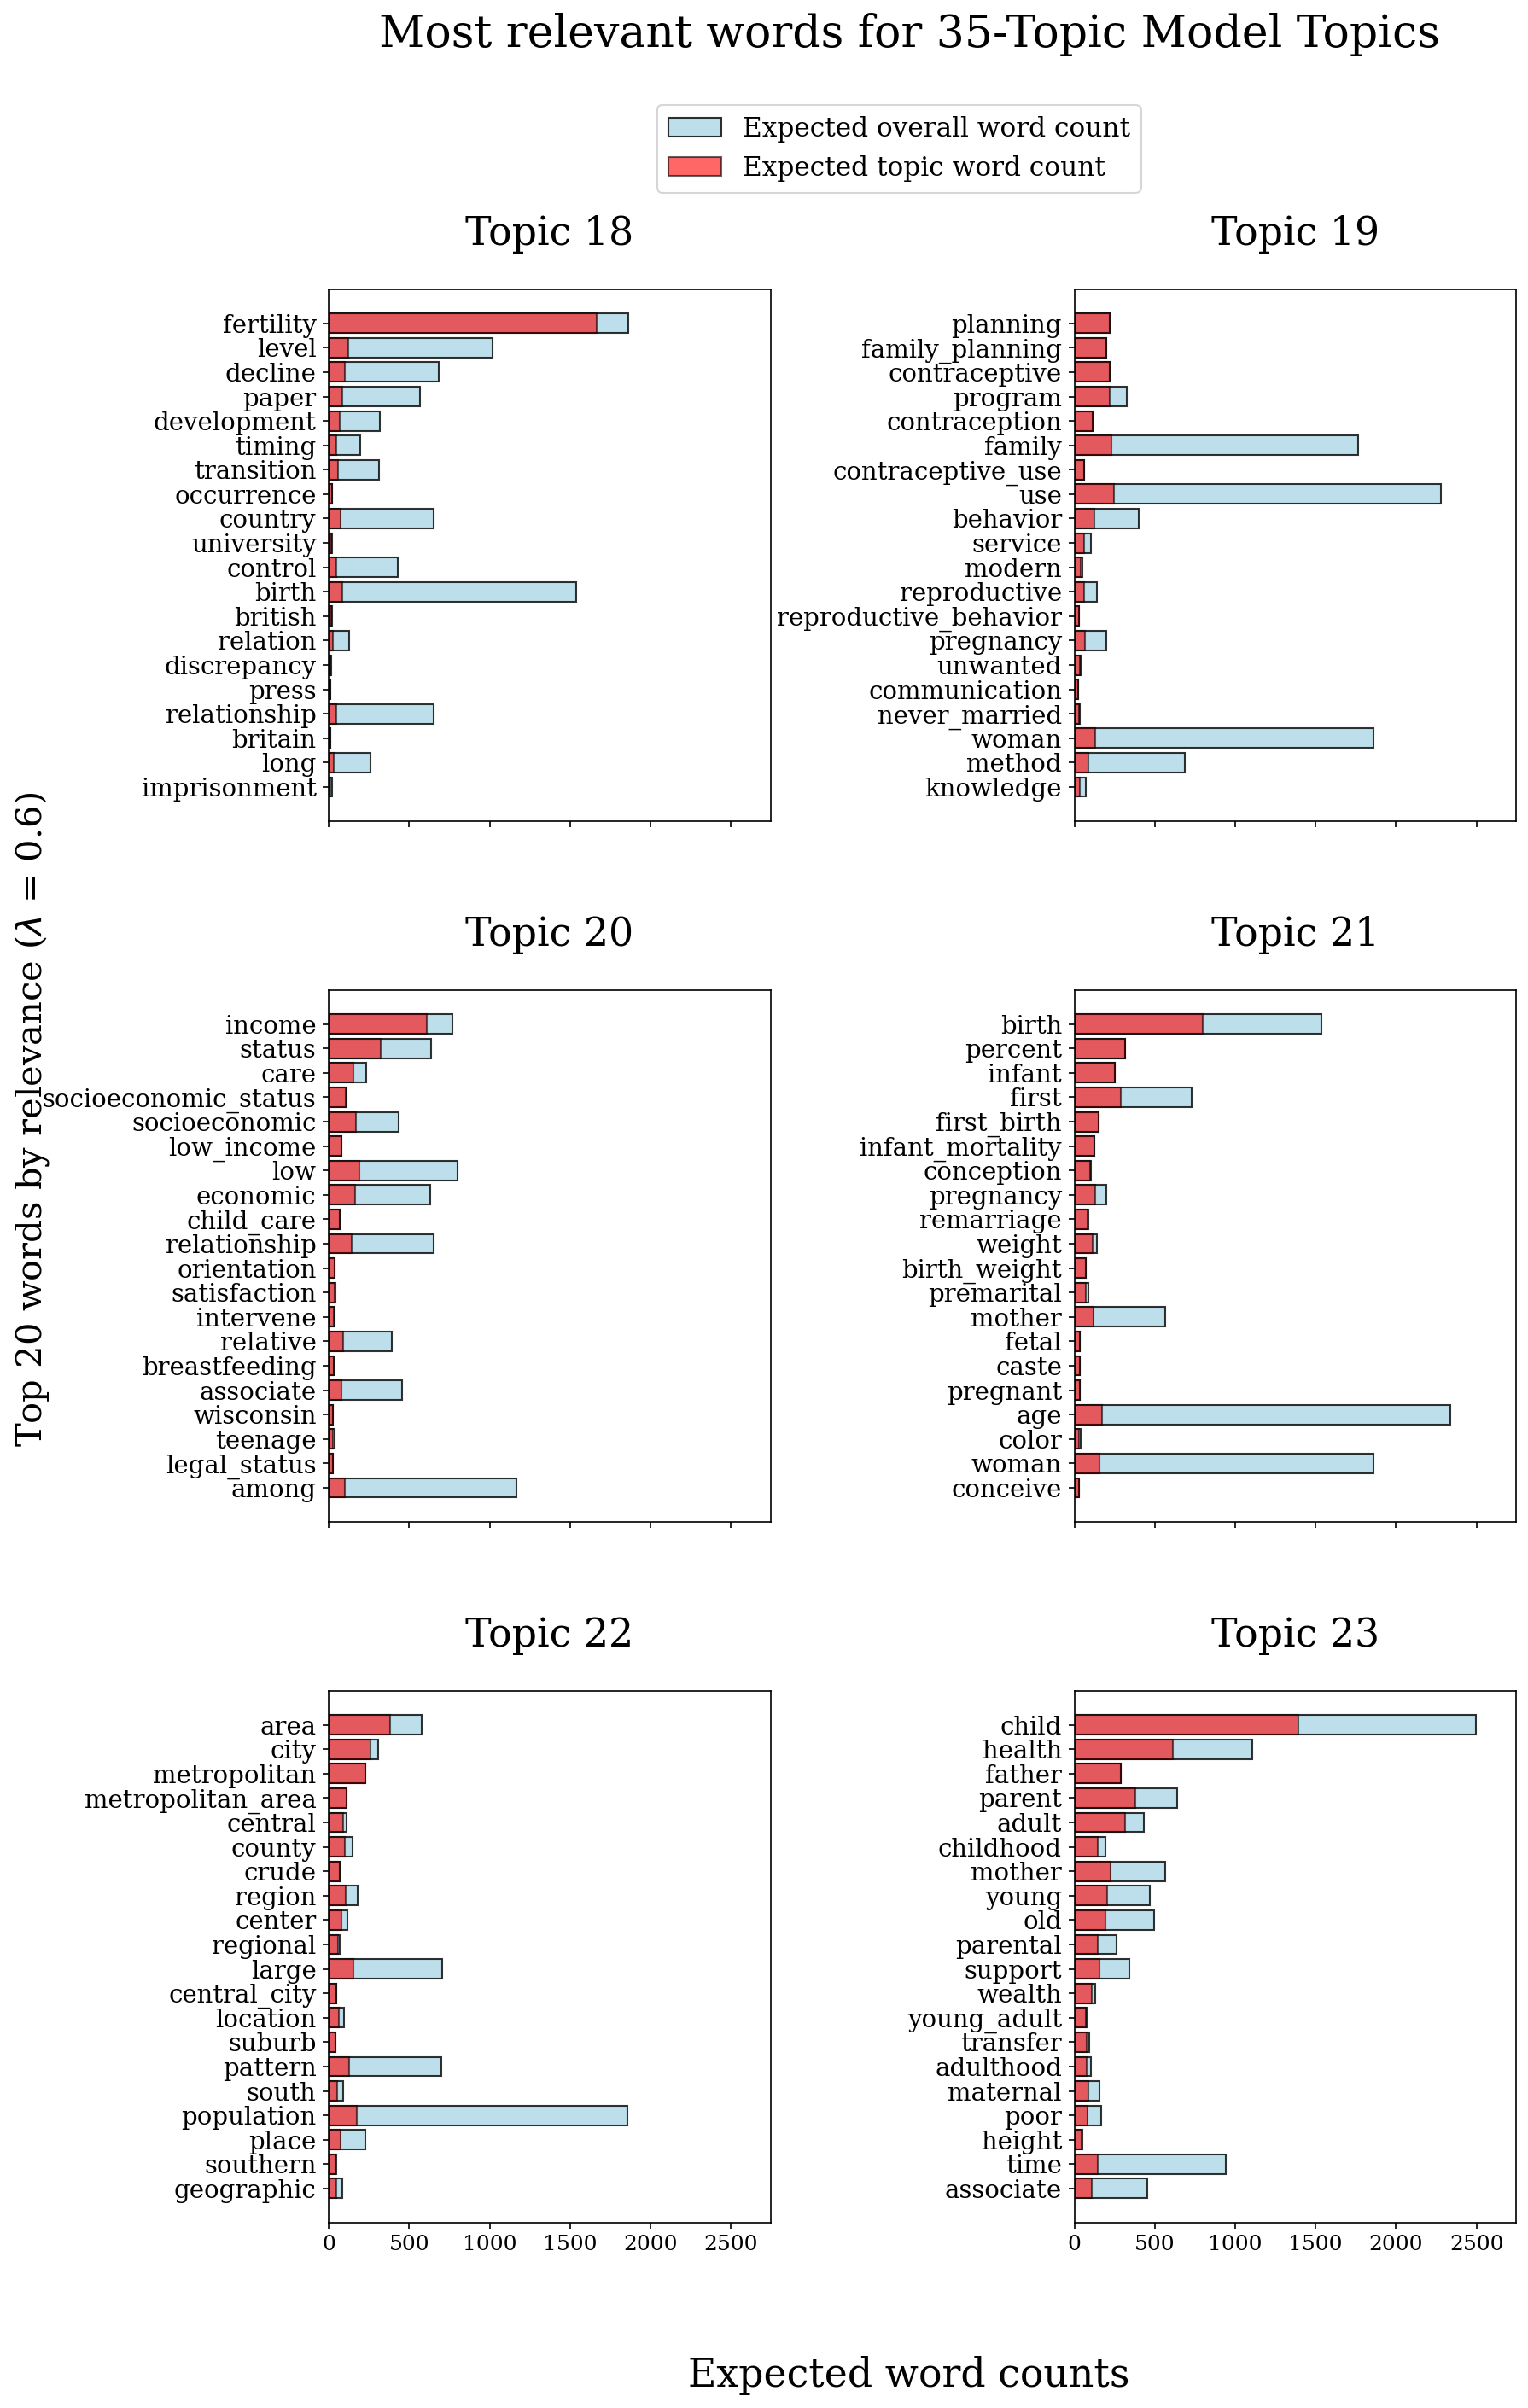 Most relevant words for 35-Topic Model Topics
Expected overall word count
Expected topic word count
Top 20 words by relevance (λ = 0.6)
Topic 18
fertility
level
decline
paper
development
timing
transition
occurrence
country
university
control
birth
british
relation
discrepancy
press
relationship
britain
long
imprisonment
Topic 19
planning
family_planning
contraceptive
program
contraception
family
contraceptive_use
use
behavior
service
modern
reproductive
reproductive_behavior
pregnancy
unwanted
communication
never_married
woman
method
knowledge
Topic 20
income
status
care
socioeconomic_status
socioeconomic
low_income
low
economic
child_care
relationship
orientation
satisfaction
intervene
relative
breastfeeding
associate
wisconsin
teenage
legal_status
among
Topic 21
birth
percent
infant
first
first_birth
infant_mortality
conception
pregnancy
remarriage
weight
birth_weight
premarital
mother
fetal
caste
pregnant
age
color
woman
conceive
Topic 22
area
city
metropolitan
metropolitan_area
central
county
crude
region
center
regional
large
central_city
location
suburb
pattern
south
population
place
southern
geographic
0 500 1000 1500 2000 2500
Topic 23
child
health
father
parent
adult
childhood
mother
young
old
parental
support
wealth
young_adult
transfer
adulthood
maternal
poor
height
time
associate
0 500 1000 1500 2000 2500
Expected word counts